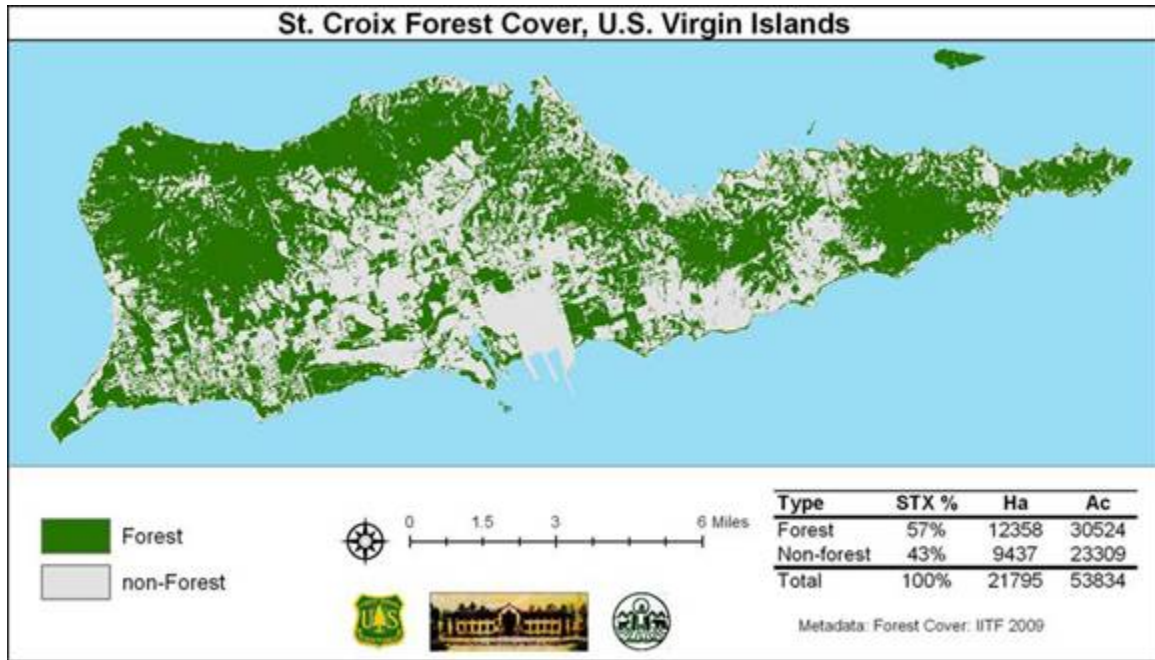 St. Croix Forest Cover, U.S. Virgin Islands
Forest
non-Forest
0 1.5 3 6 Miles
Type STX % Ha Ac
Forest 57% 12358 30524
Non-forest 43% 9437 23309
Total 100% 21795 53834
Metadata: Forest Cover: IITF 2009
US